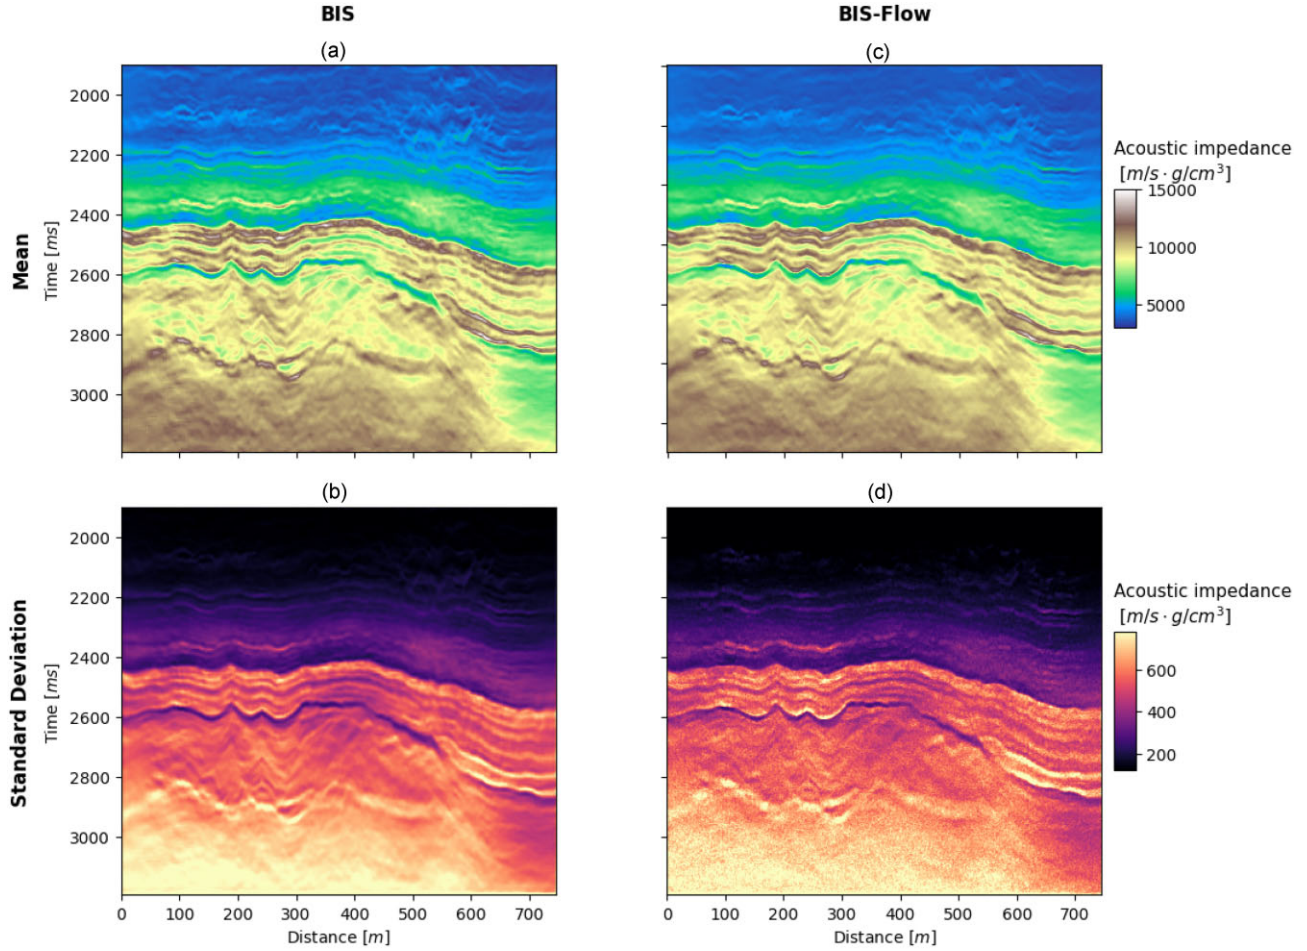 BIS
BIS-Flow
(a)
(c)
Mean
Time [ms]
2000
2200
2400
2600
2800
3000
Acoustic impedance
[m/s · g/cm³]
15000
10000
5000
(b)
(d)
Standard Deviation
Time [ms]
2000
2200
2400
2600
2800
3000
Acoustic impedance
[m/s · g/cm³]
600
400
200
0 100 200 300 400 500 600 700
Distance [m]
0 100 200 300 400 500 600 700
Distance [m]